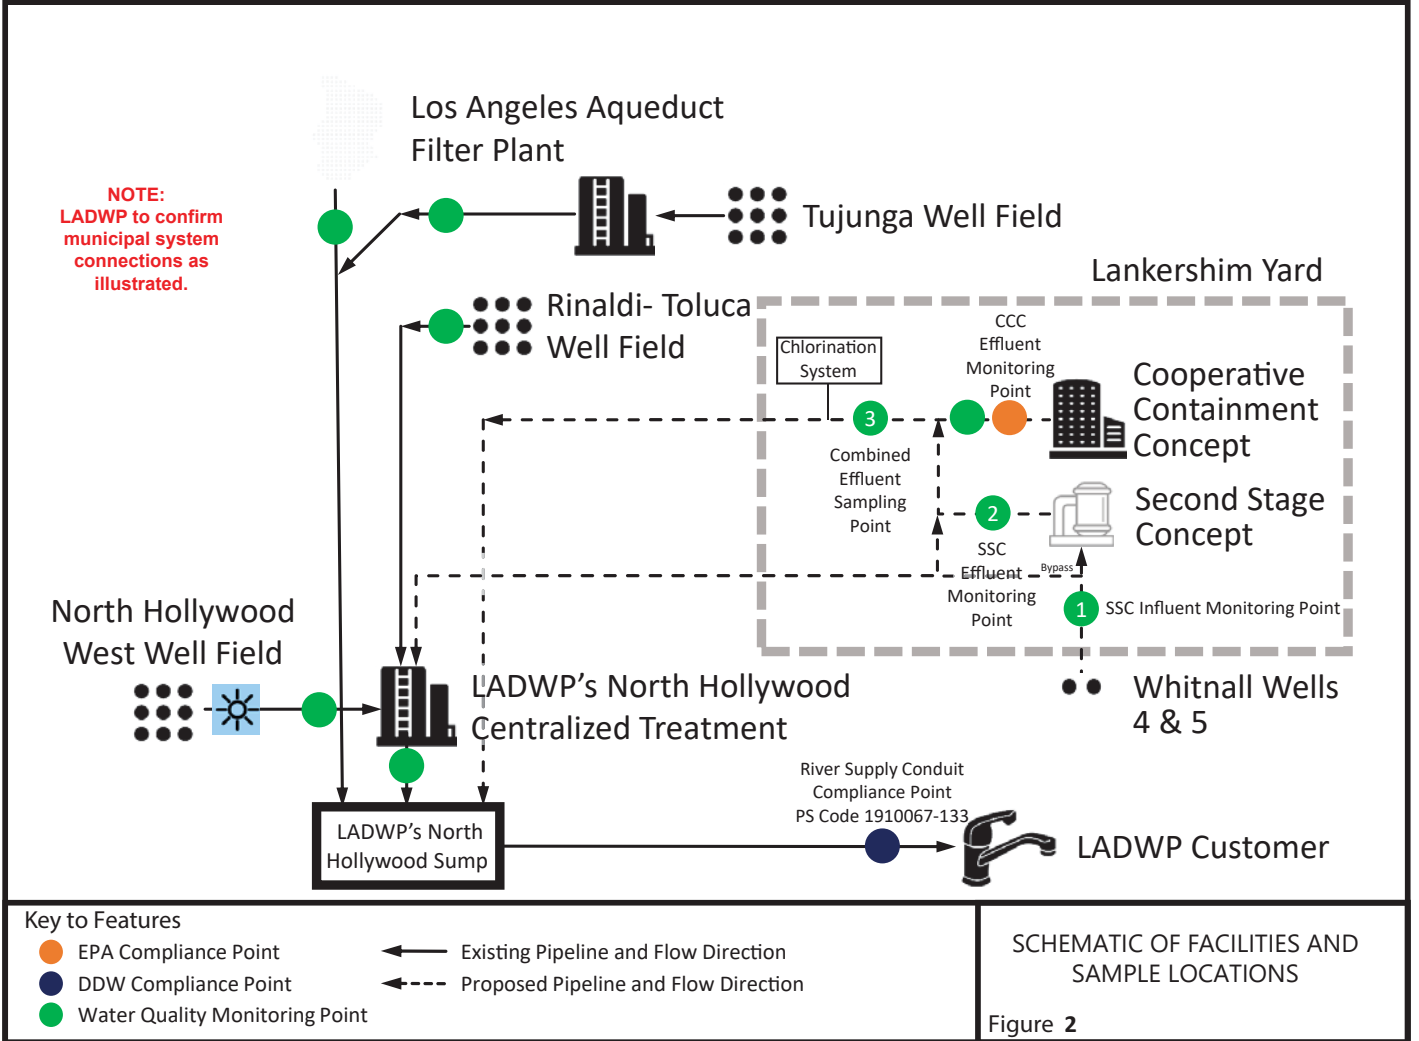 Los Angeles Aqueduct
Filter Plant
NOTE:
LADWP to confirm
municipal system
connections as
illustrated.
Tujunga Well Field
Lankershim Yard
Rinaldi- Toluca
Well Field
Chlorination
System
CCC
Effluent
Monitoring
Point
Cooperative
Containment
Concept
3
Combined
Effluent
Sampling
Point
Second Stage
Concept
2
SSC
Effluent
Monitoring
Point
Bypass
1
SSC Influent Monitoring Point
North Hollywood
West Well Field
LADWP's North Hollywood
Centralized Treatment
Whitnall Wells
4 & 5
River Supply Conduit
Compliance Point
PS Code 1910067-133
LADWP's North
Hollywood Sump
LADWP Customer
Key to Features
EPA Compliance Point
DDW Compliance Point
Water Quality Monitoring Point
Existing Pipeline and Flow Direction
Proposed Pipeline and Flow Direction
SCHEMATIC OF FACILITIES AND
SAMPLE LOCATIONS
Figure 2